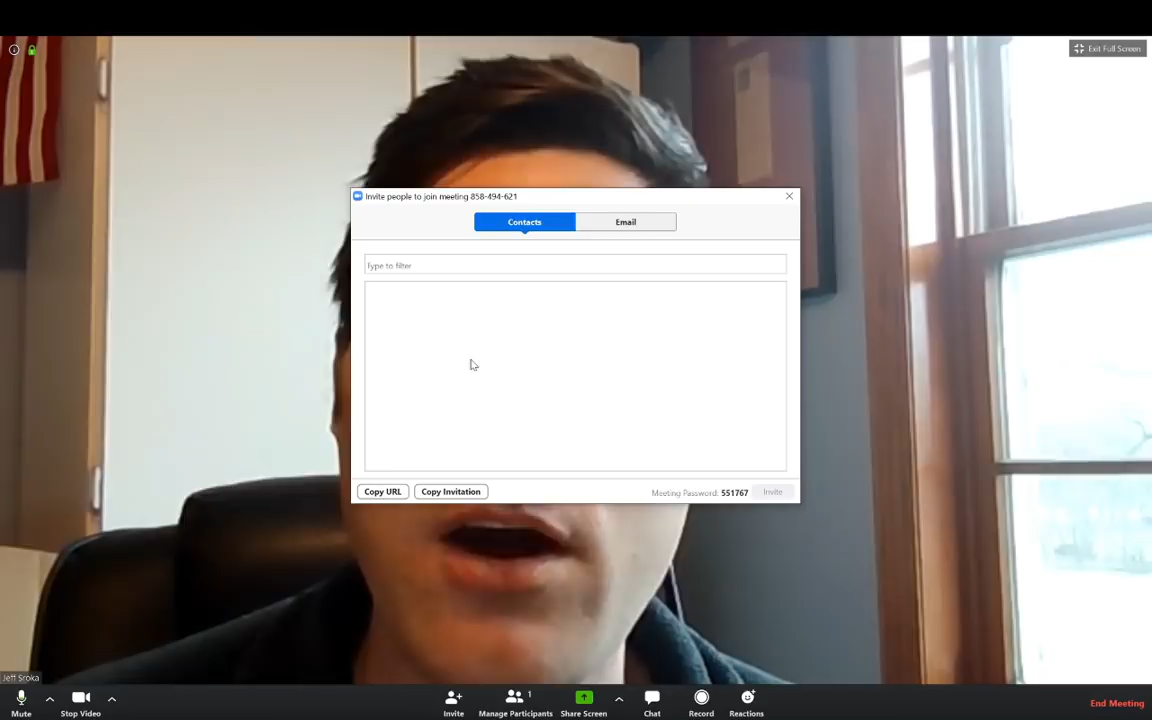 Exit Full Screen
Invite people to join meeting 858-494-621
Contacts
Email
Type to filter
Copy URL
Copy Invitation
Meeting Password: 551767
Invite
Jeff Sroka
Mute
Stop Video
Invite
1
Manage Participants
Share Screen
Chat
Record
Reactions
End Meeting